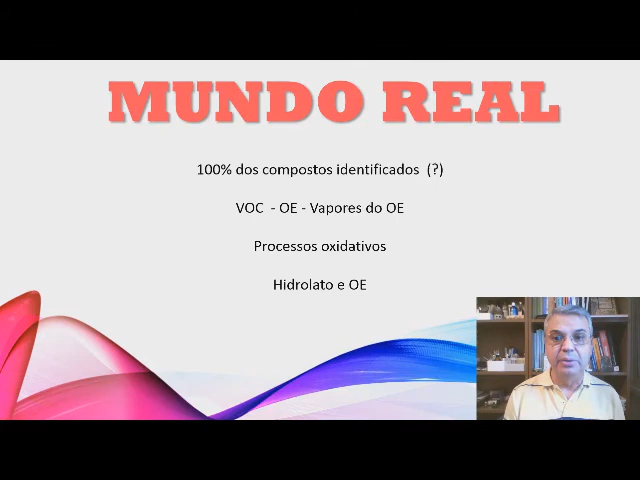 MUNDO REAL
100% dos compostos identificados (?)
VOC - OE - Vapores do OE
Processos oxidativos
Hidrolato e OE